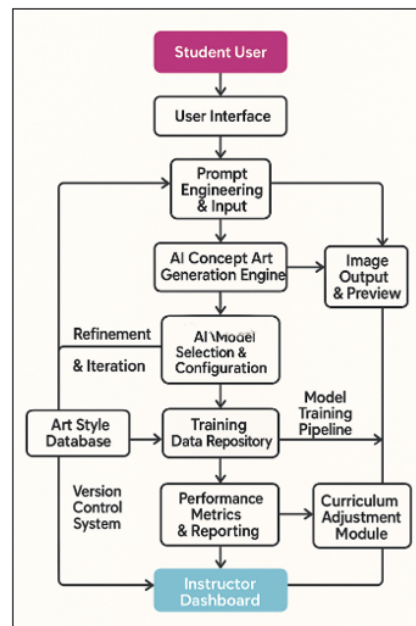 Student User
User Interface
Prompt
Engineering
& Input
AI Concept Art
Generation Engine
Image
Output
& Preview
Refinement
& Iteration
AI Model
Selection &
Configuration
Art Style
Database
Training
Data Repository
Model
Training
Pipeline
Version
Control
System
Performance
Metrics
& Reporting
Curriculum
Adjustment
Module
Instructor
Dashboard